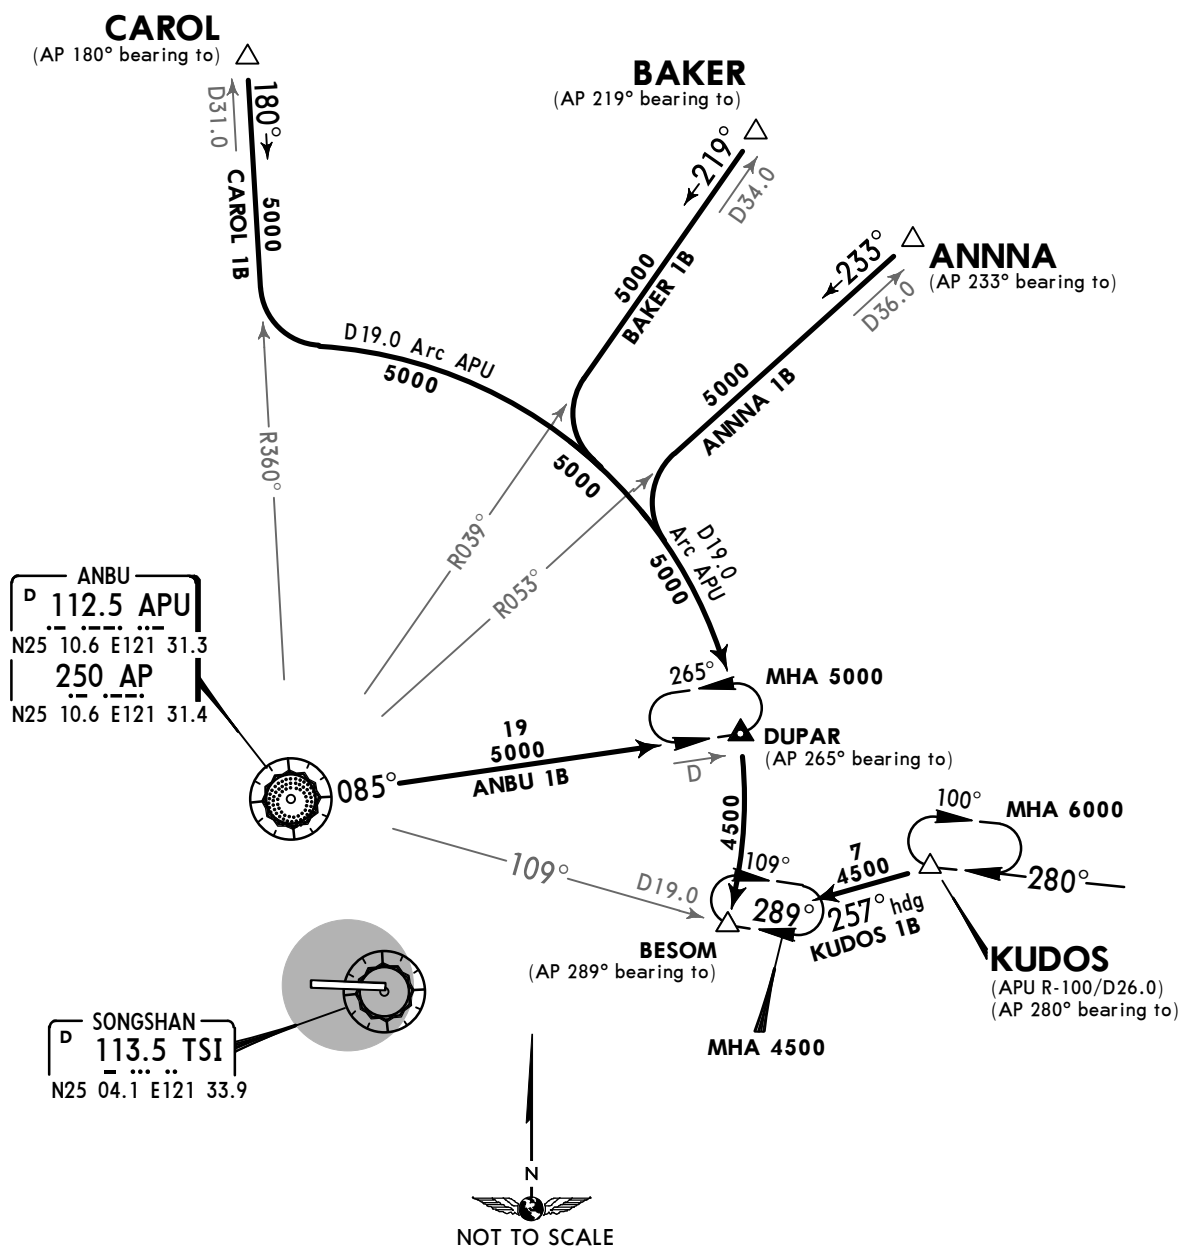 CAROL
(AP 180° bearing to)
D31.0
180°
CAROL 1B
5000
BAKER
(AP 219° bearing to)
219°
D34.0
5000
BAKER 1B
ANNNA
(AP 233° bearing to)
233°
D36.0
5000
ANNNA 1B
D19.0 Arc APU
5000
5000
R360°
R039°
R053°
D19.0
Arc APU
5000
ANBU
D 112.5 APU
N25 10.6 E121 31.3
250 AP
N25 10.6 E121 31.4
265°
MHA 5000
DUPAR
(AP 265° bearing to)
085°
19
5000
ANBU 1B
D
4500
100°
MHA 6000
280°
7
4500
257° hdg
KUDOS 1B
109°
D19.0
109°
289°
BESOM
(AP 289° bearing to)
MHA 4500
KUDOS
(APU R-100/D26.0)
(AP 280° bearing to)
SONGSHAN
D 113.5 TSI
N25 04.1 E121 33.9
N
NOT TO SCALE